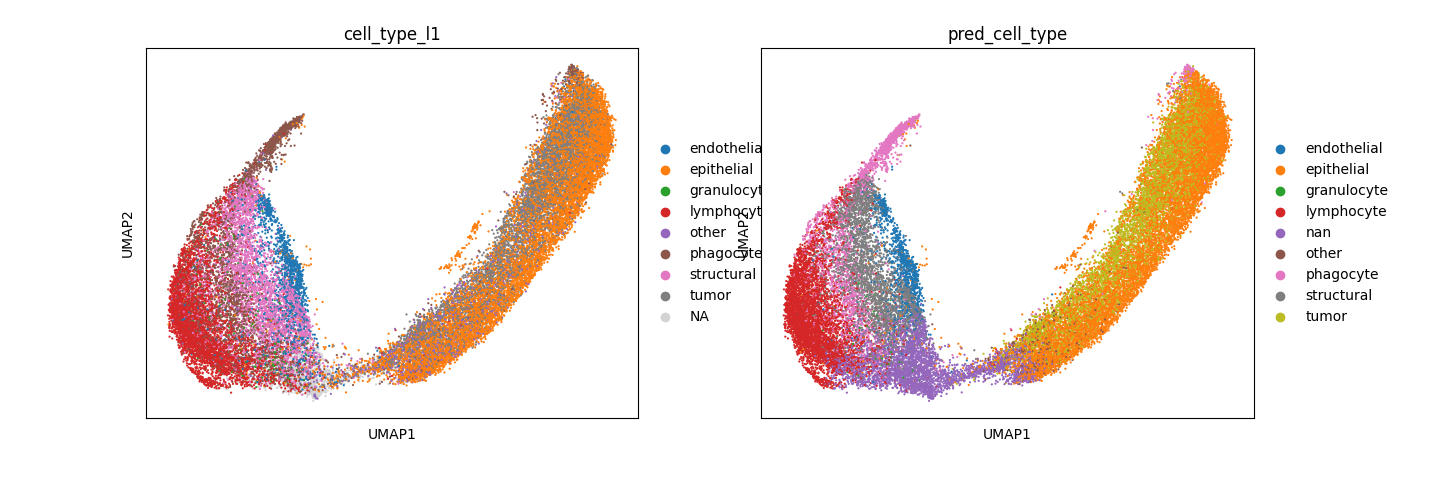 cell_type_l1
UMAP2
UMAP1
endothelia
epithelial
granulocyt
lymphocyt
other
phagocyte
structural
tumor
NA
pred_cell_type
UMAP2
UMAP1
endothelial
epithelial
granulocyte
lymphocyte
nan
other
phagocyte
structural
tumor